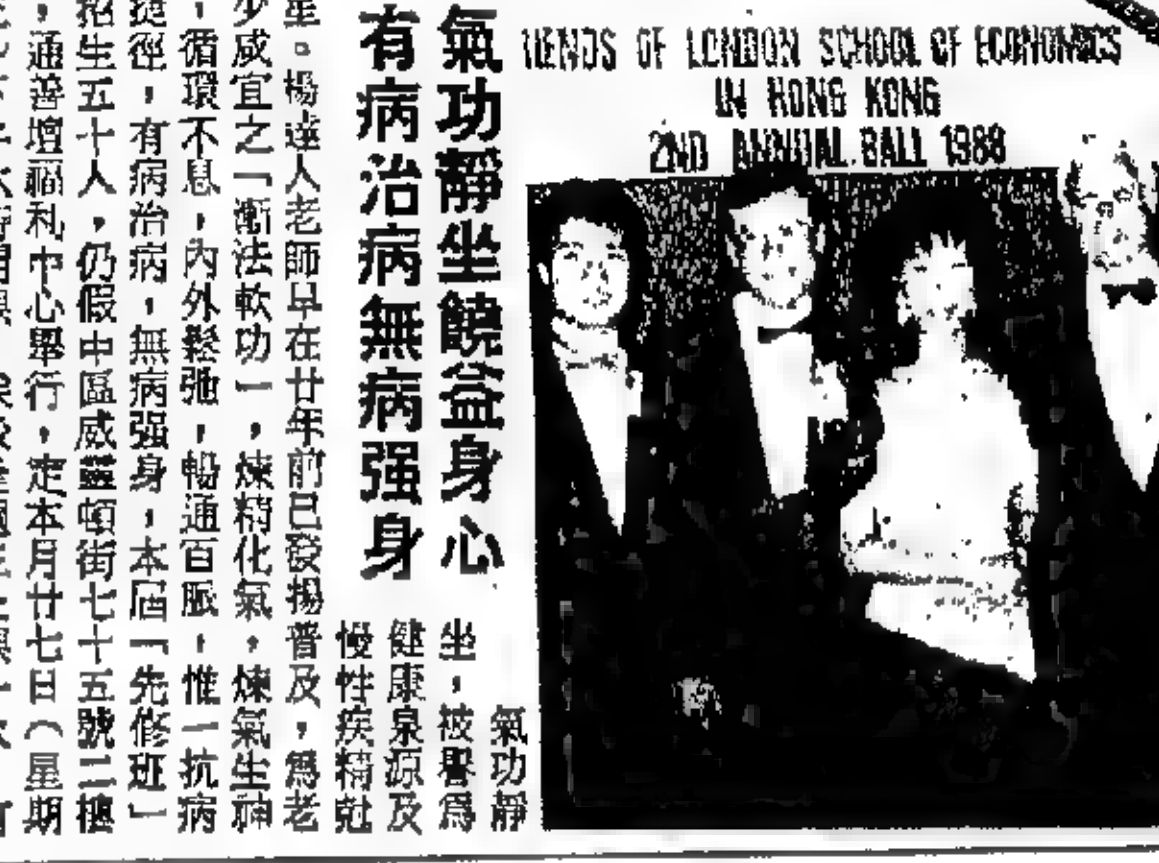 OF LONDON SCHOOL OF ECONOMICS
IN HONG KONG
2ND ANNUAL BALL 1988
氣功靜坐饒益身心
有病治病無病强身
氣功靜
坐，被譽爲
健康泉源及
慢性疾精尅
星。楊達人老師早在廿年前已發揚普及，爲老
少咸宜之「漸法軟功」，煉精化氣，煉氣生神
，循環不息，內外鬆弛，暢通百脈，惟一抗病
捷徑，有病治病，無病强身，本屆「先修班」
招生五十人，仍假中區威靈頓街七十五號二樓
，通善壇福利中心舉行，定本月廿七日（星期